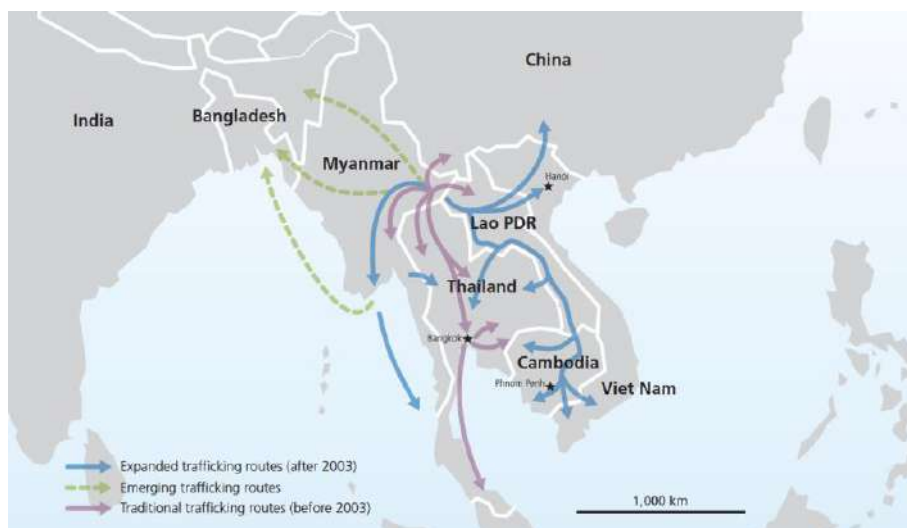 China
India
Bangladesh
Myanmar
Hanoi
Lao PDR
Thailand
Bangkok
Cambodia
Phnom Penh
Viet Nam
Expanded trafficking routes (after 2003)
Emerging trafficking routes
Traditional trafficking routes (before 2003)
1,000 km